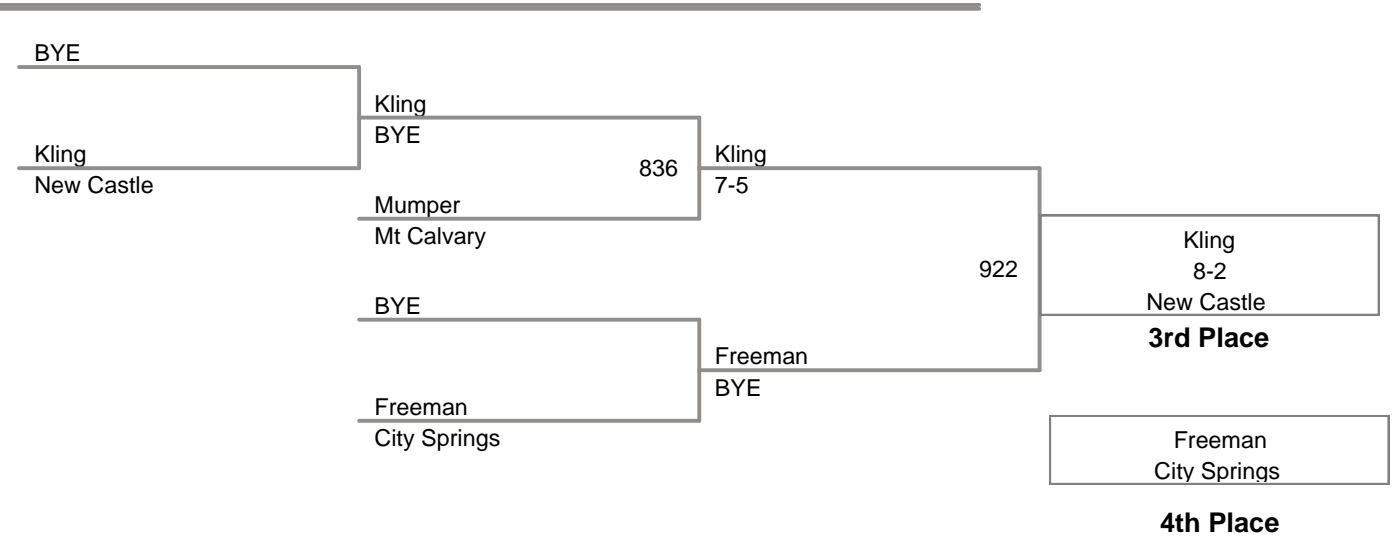 BYE
Kling
New Castle
Kling
BYE
Mumper
Mt Calvary
BYE
Freeman
City Springs
836
Kling
7-5
Freeman
BYE
922
Kling
8-2
New Castle
3rd Place
Freeman
City Springs
4th Place